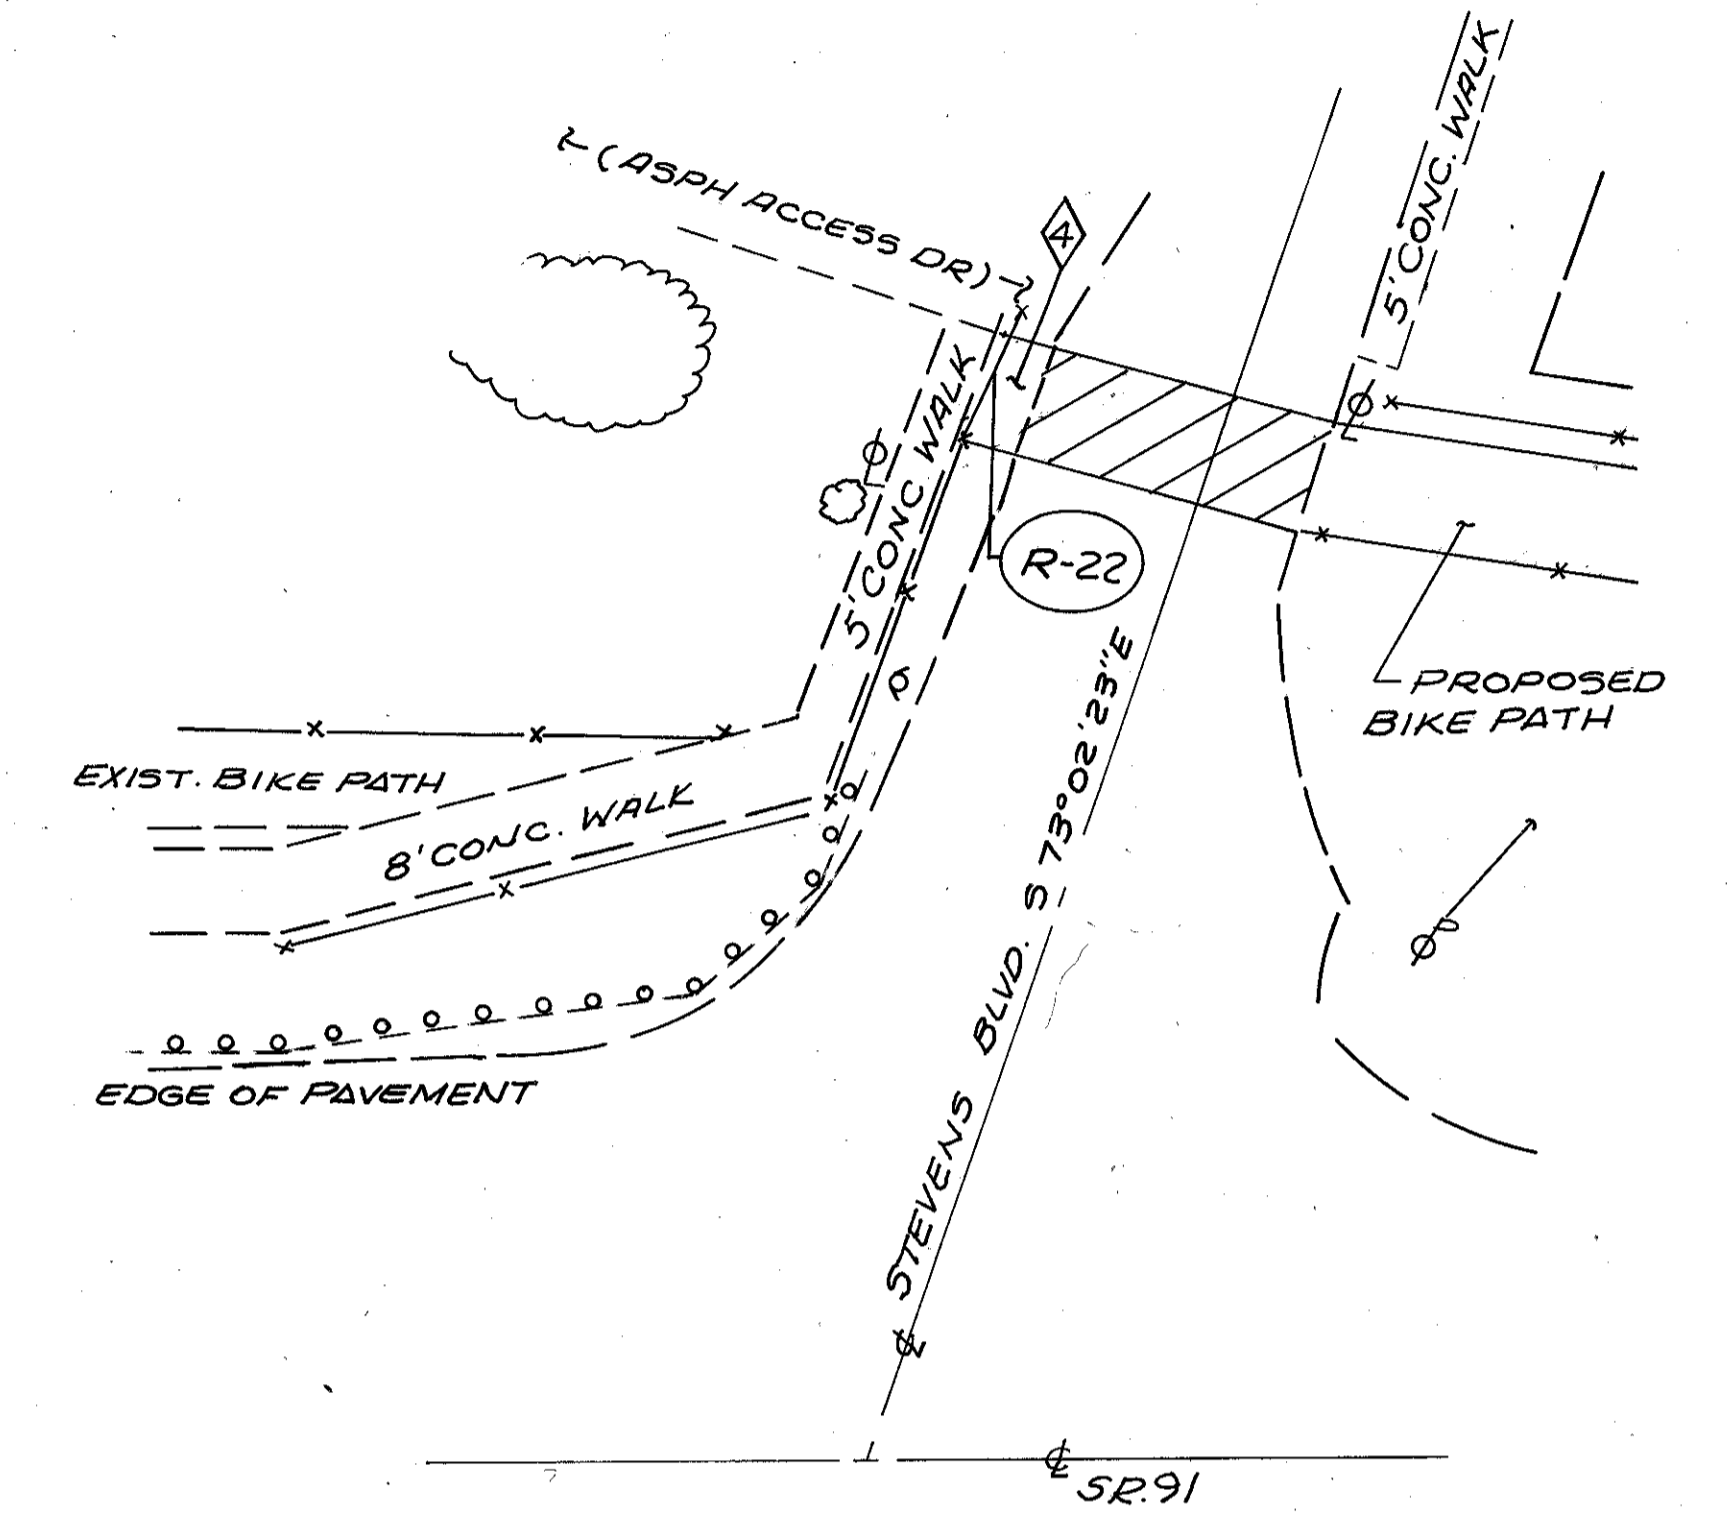 (ASPH ACCESS DR)
4
5' CONC. WALK
5' CONC. WALK
R-22
PROPOSED
BIKE PATH
EXIST. BIKE PATH
8' CONC. WALK
EDGE OF PAVEMENT
℄ STEVENS BLVD. S 73°02'23"E
℄
SR.91